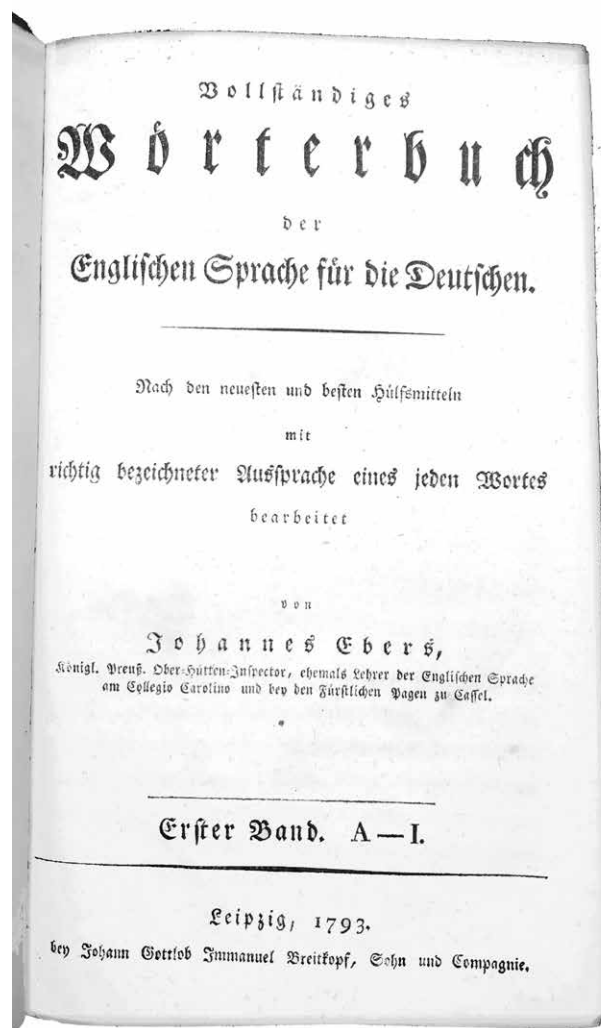 Vollständiges
Wörterbuch
der
Englischen Sprache für die Deutschen.
Nach den neuesten und besten Hülfsmitteln
mit
richtig bezeichneter Aussprache eines jeden Wortes
bearbeitet
von
Johannes Ebers,
Königl. Preuß. Ober-Hütten-Inspector, ehemals Lehrer der Englischen Sprache
am Collegio Carolino und bey den Fürstlichen Pagen zu Cassel.
Erster Band. A — I.
Leipzig, 1793.
bey Johann Gottlob Immanuel Breitkopf, Sohn und Compagnie.